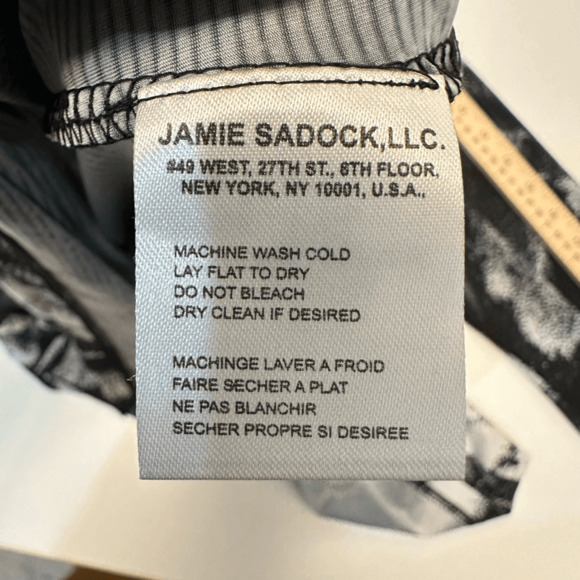 JAMIE SADOCK,LLC.
#49 WEST, 27TH ST., 6TH FLOOR,
NEW YORK, NY 10001, U.S.A.,
MACHINE WASH COLD
LAY FLAT TO DRY
DO NOT BLEACH
DRY CLEAN IF DESIRED
MACHINGE LAVER A FROID
FAIRE SECHER A PLAT
NE PAS BLANCHIR
SECHER PROPRE SI DESIREE